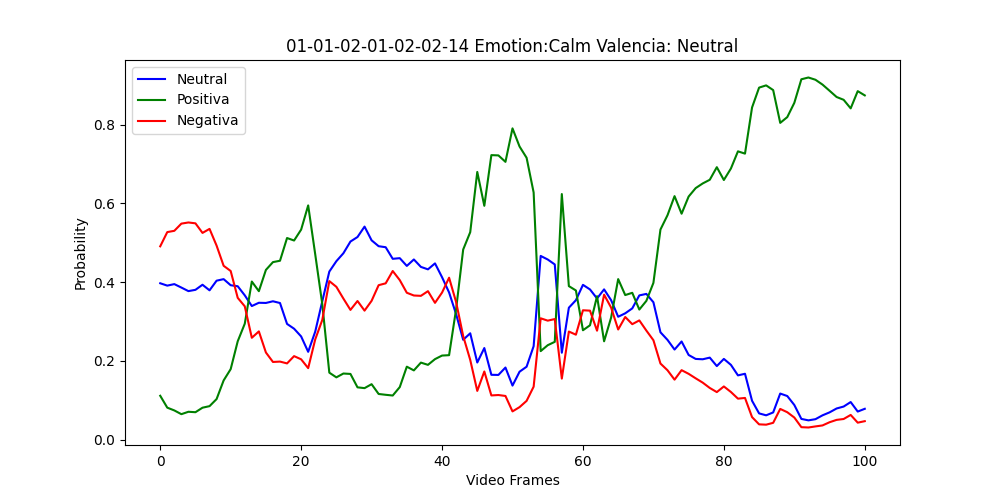 01-01-02-01-02-02-14 Emotion:Calm Valencia: Neutral
Neutral
Positiva
Negativa
Probability
0.8
0.6
0.4
0.2
0.0
0 20 40 60 80 100
Video Frames